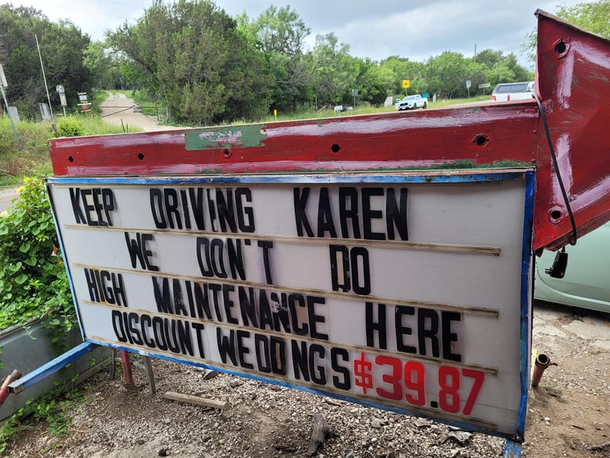 KEEP DRIVING KAREN
WE DON'T DO
HIGH MAINTENANCE HERE
DISCOUNT WEDDINGS $39.87